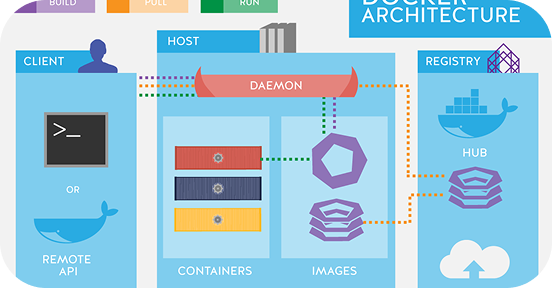 BUILD
PULL
RUN
DOCKER
ARCHITECTURE
CLIENT
HOST
REGISTRY
DAEMON
>_
OR
REMOTE
API
CONTAINERS
IMAGES
HUB